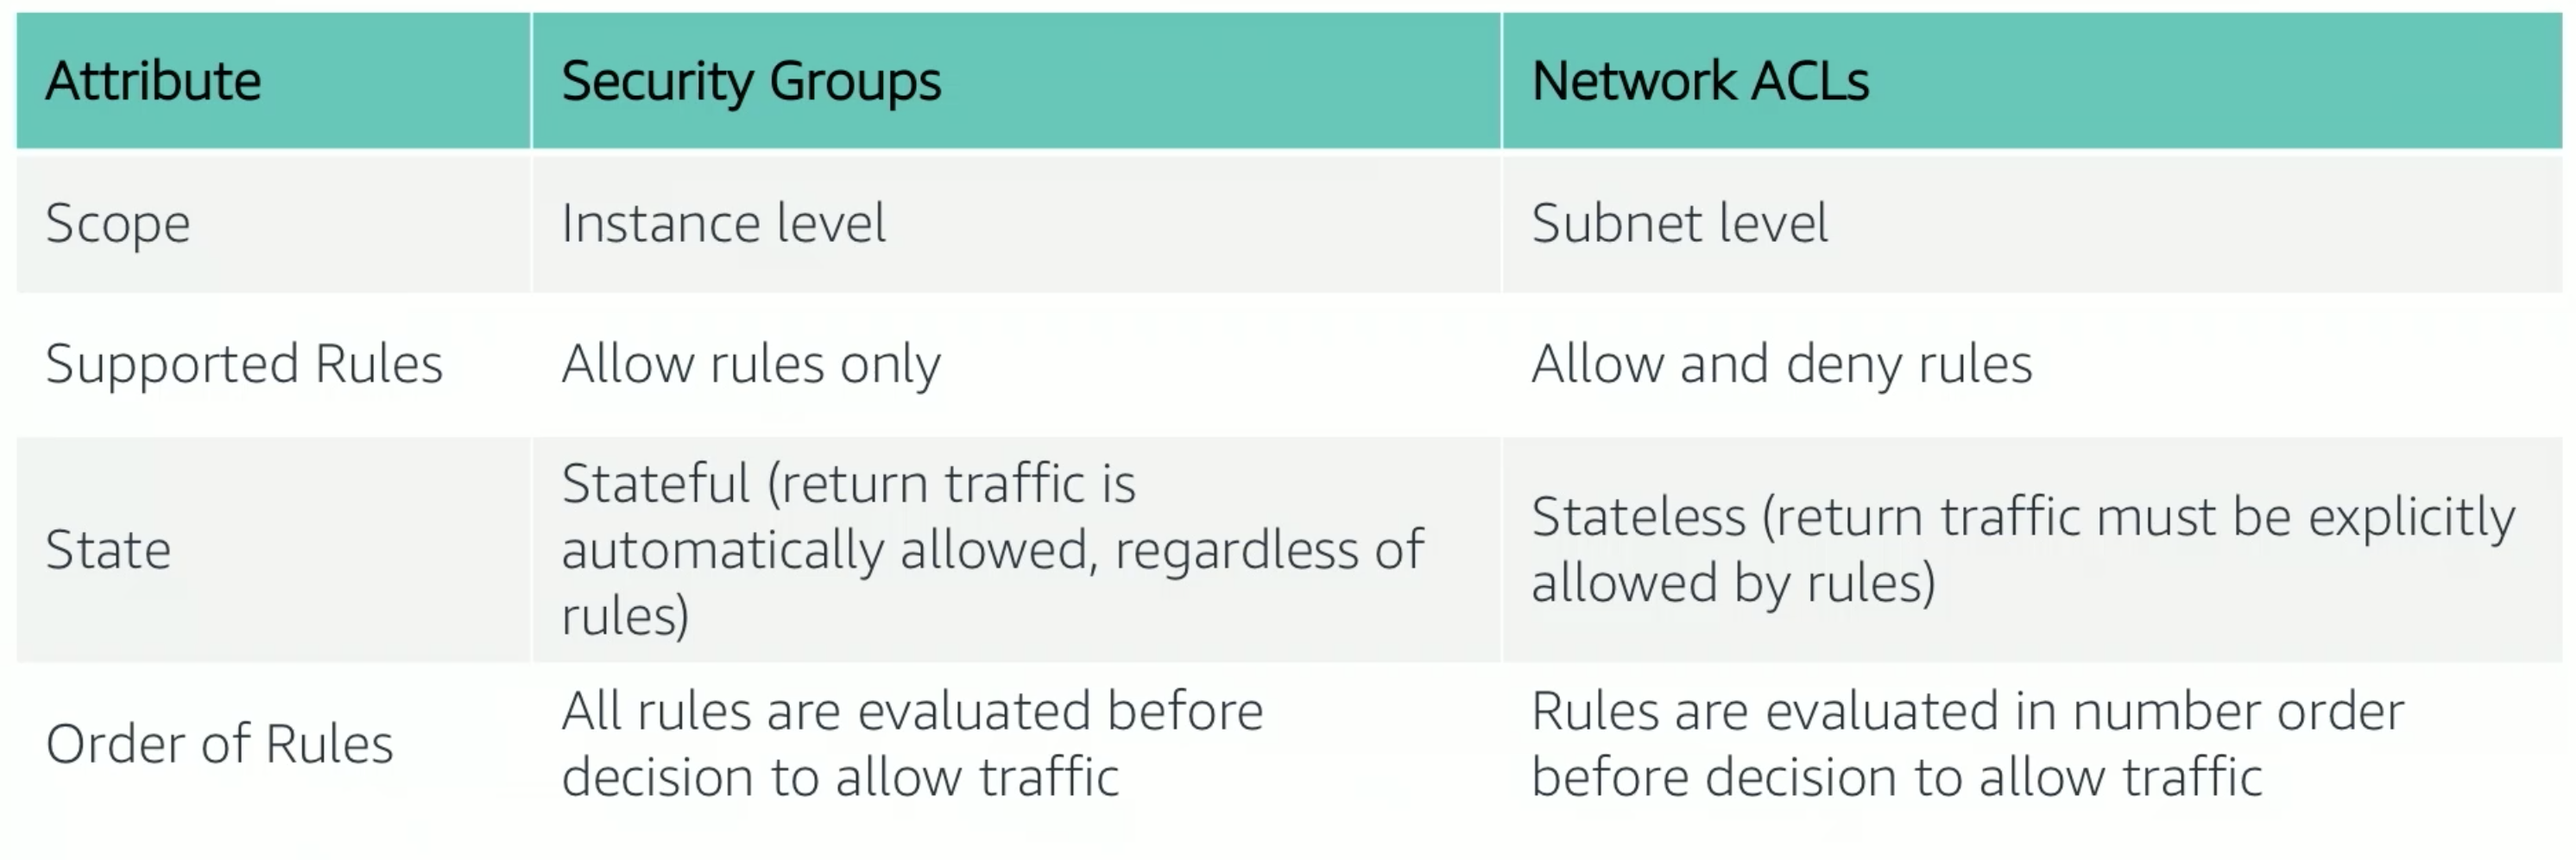 Attribute
Security Groups
Network ACLs
Scope
Instance level
Subnet level
Supported Rules
Allow rules only
Allow and deny rules
State
Stateful (return traffic is
automatically allowed, regardless of
rules)
Stateless (return traffic must be explicitly
allowed by rules)
Order of Rules
All rules are evaluated before
decision to allow traffic
Rules are evaluated in number order
before decision to allow traffic